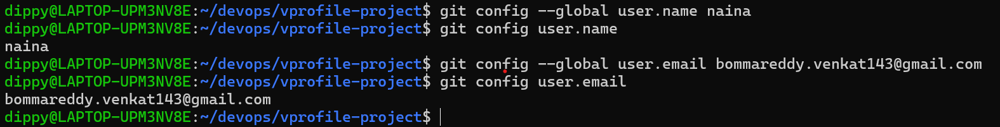 dippy@LAPTOP-UPM3NV8E:~/devops/vprofile-project$ git config --global user.name naina
dippy@LAPTOP-UPM3NV8E:~/devops/vprofile-project$ git config user.name
naina
dippy@LAPTOP-UPM3NV8E:~/devops/vprofile-project$ git config --global user.email bommareddy.venkat143@gmail.com
dippy@LAPTOP-UPM3NV8E:~/devops/vprofile-project$ git config user.email
bommareddy.venkat143@gmail.com
dippy@LAPTOP-UPM3NV8E:~/devops/vprofile-project$